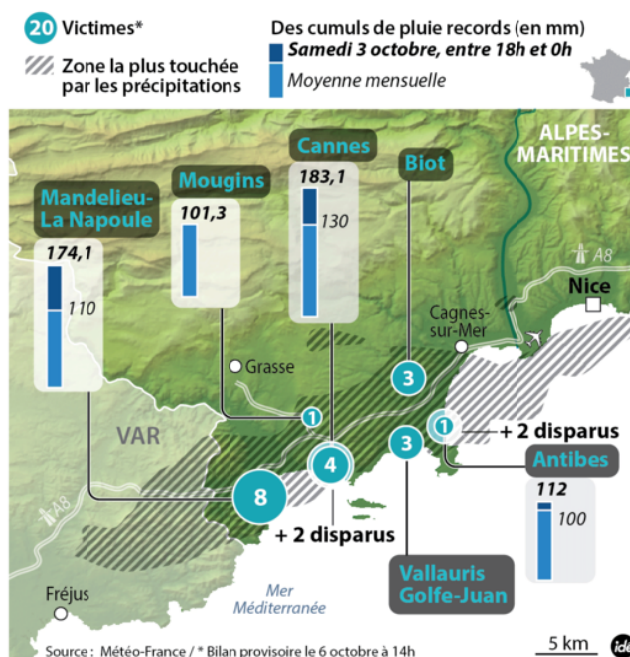 20 Victimes*
Zone la plus touchée
par les précipitations
Des cumuls de pluie records (en mm)
Samedi 3 octobre, entre 18h et 0h
Moyenne mensuelle
ALPES-
MARITIMES
Mandelieu-
La Napoule
174,1
110
Mougins
101,3
Cannes
183,1
130
Biot
A8
Nice
Cagnes-
sur-Mer
Grasse
3
1
VAR
1
+ 2 disparus
3
4
8
+ 2 disparus
Antibes
112
100
A8
Vallauris
Golfe-Juan
Fréjus
Mer
Méditerranée
5 km
idé
Source : Météo-France / * Bilan provisoire le 6 octobre à 14h